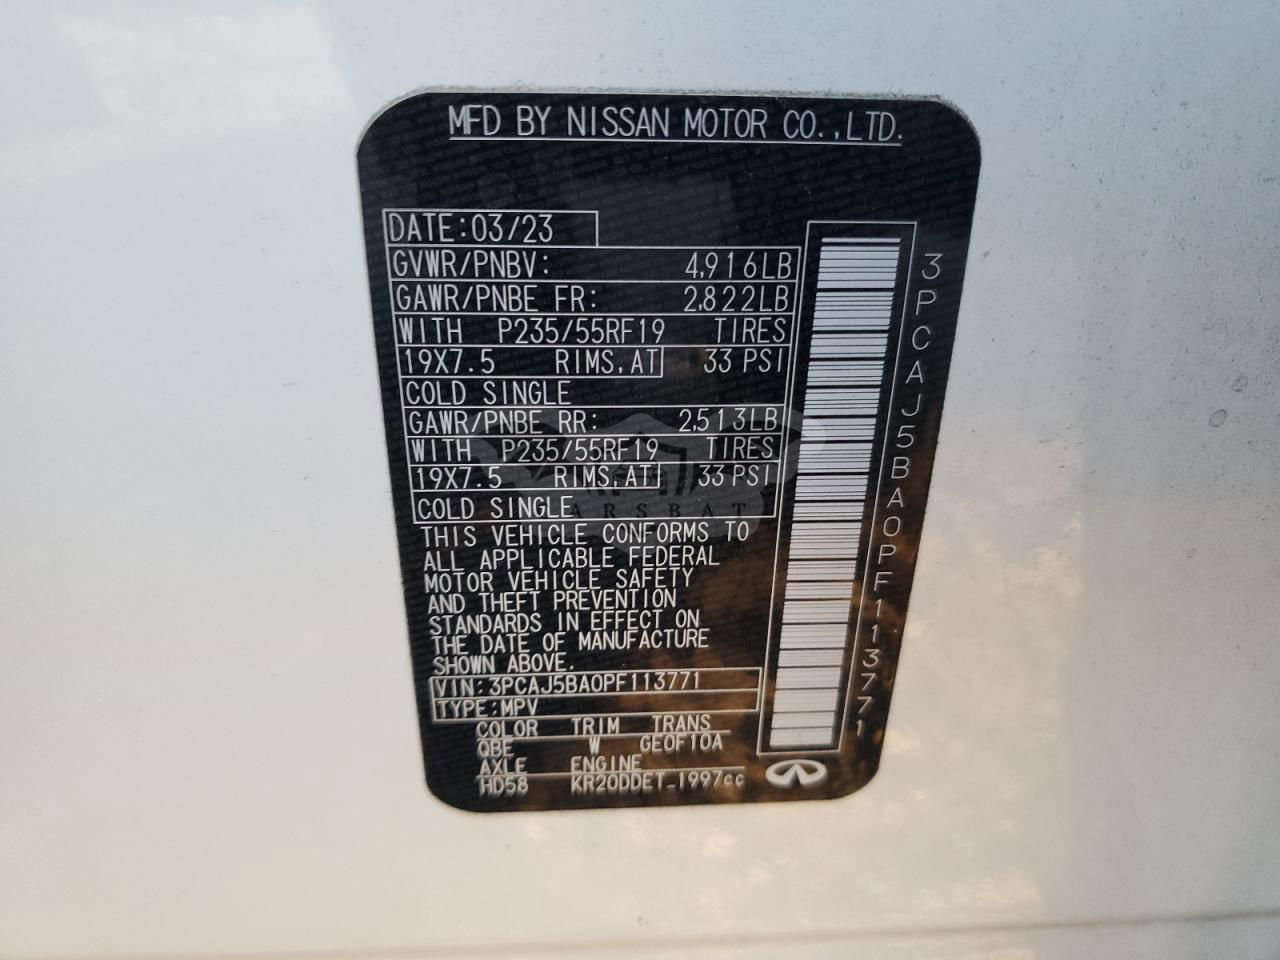 MFD BY NISSAN MOTOR CO.,LTD.
DATE:03/23
GVWR/PNBV: 4,916LB
GAWR/PNBE FR: 2,822LB
WITH P235/55RF19 TIRES
19X7.5 RIMS,AT 33 PSI
COLD SINGLE
GAWR/PNBE RR: 2,513LB
WITH P235/55RF19 TIRES
19X7.5 RIMS,AT 33 PSI
COLD SINGLE
ARSBAT
THIS VEHICLE CONFORMS TO
ALL APPLICABLE FEDERAL
MOTOR VEHICLE SAFETY
AND THEFT PREVENTION
STANDARDS IN EFFECT ON
THE DATE OF MANUFACTURE
SHOWN ABOVE.
VIN:3PCAJ5BA0PF113771
TYPE:MPV
COLOR TRIM TRANS
QBE W GE0F10A
AXLE ENGINE
HD58 KR20DDET_1997cc
3PCAJ5BA0PF113771